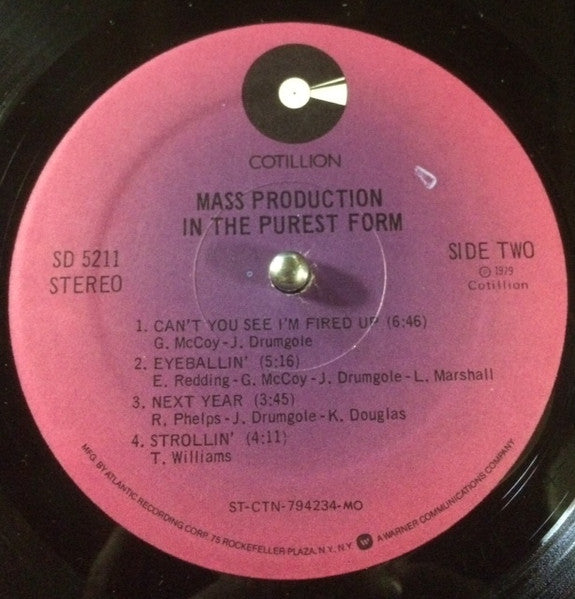 COTILLION
MASS PRODUCTION
IN THE PUREST FORM
SD 5211
STEREO
SIDE TWO
℗ 1979
Cotillion
1. CAN'T YOU SEE I'M FIRED UP (6:46)
G. McCoy-J. Drumgole
2. EYEBALLIN' (5:16)
E. Redding-G. McCoy-J. Drumgole-L. Marshall
3. NEXT YEAR (3:45)
R. Phelps-J. Drumgole-K. Douglas
4. STROLLIN' (4:11)
T. Williams
ST-CTN-794234-MO
MFG. BY ATLANTIC RECORDING CORP. 75 ROCKEFELLER PLAZA, N.Y. N.Y. W A WARNER COMMUNICATIONS COMPANY